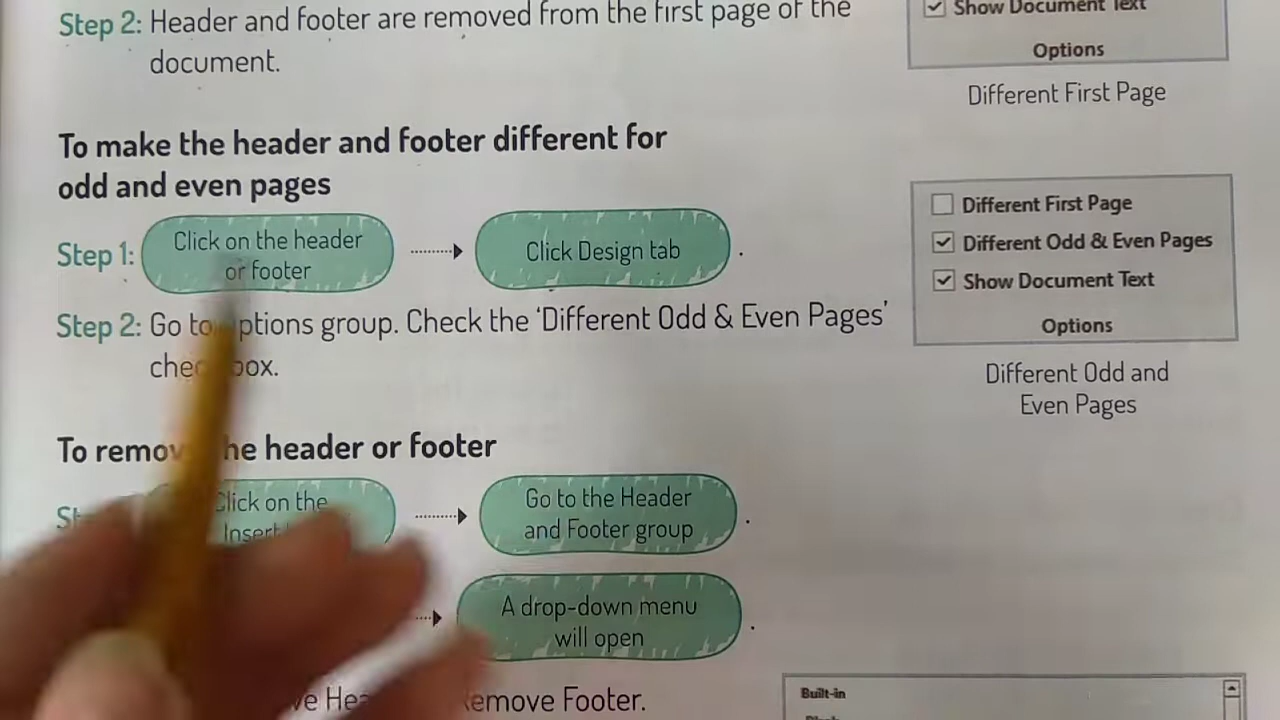 Step 2: Header and footer are removed from the first page of the
document.
Show Document Text
Options
Different First Page
To make the header and footer different for
odd and even pages
Step 1: Click on the header
or footer
Click Design tab .
Step 2: Go to ptions group. Check the ‘Different Odd & Even Pages’
box.
Different First Page
Different Odd & Even Pages
Show Document Text
Options
Different Odd and
Even Pages
To remov he header or footer
Click on the
Insert
Go to the Header
and Footer group .
A drop-down menu
will open .
Remove Footer.
Built-in